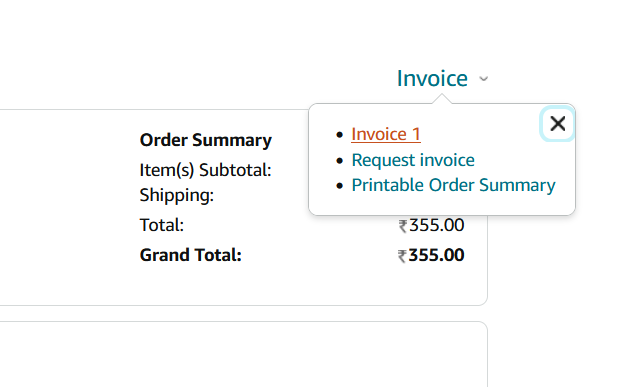 Invoice
Invoice 1
Request invoice
Printable Order Summary
Order Summary
Item(s) Subtotal:
Shipping:
Total: ₹355.00
Grand Total: ₹355.00